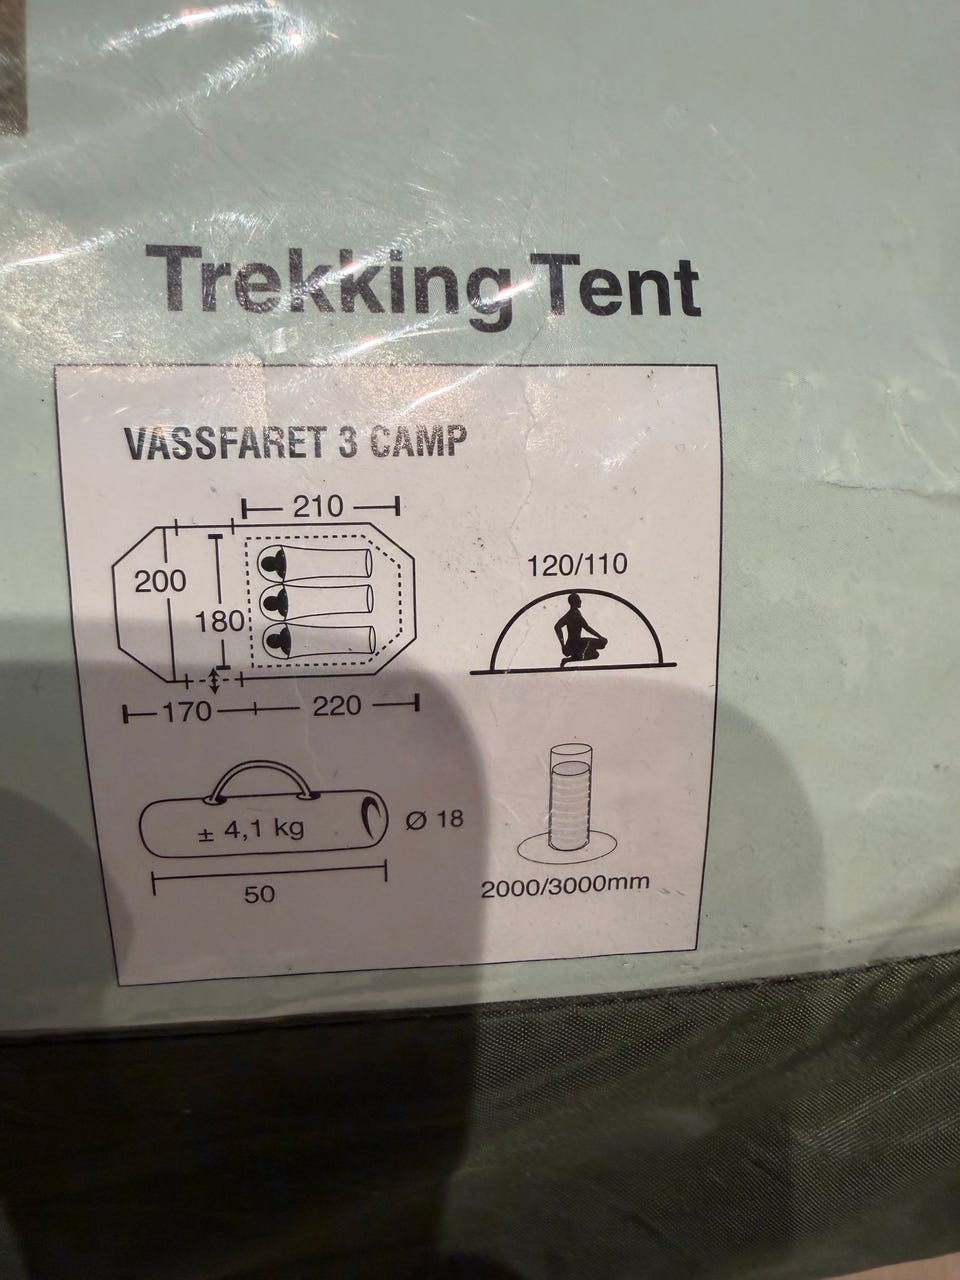 Trekking Tent
VASSFARET 3 CAMP
210
200
180
170
220
120/110
± 4,1 kg
Ø 18
50
2000/3000mm